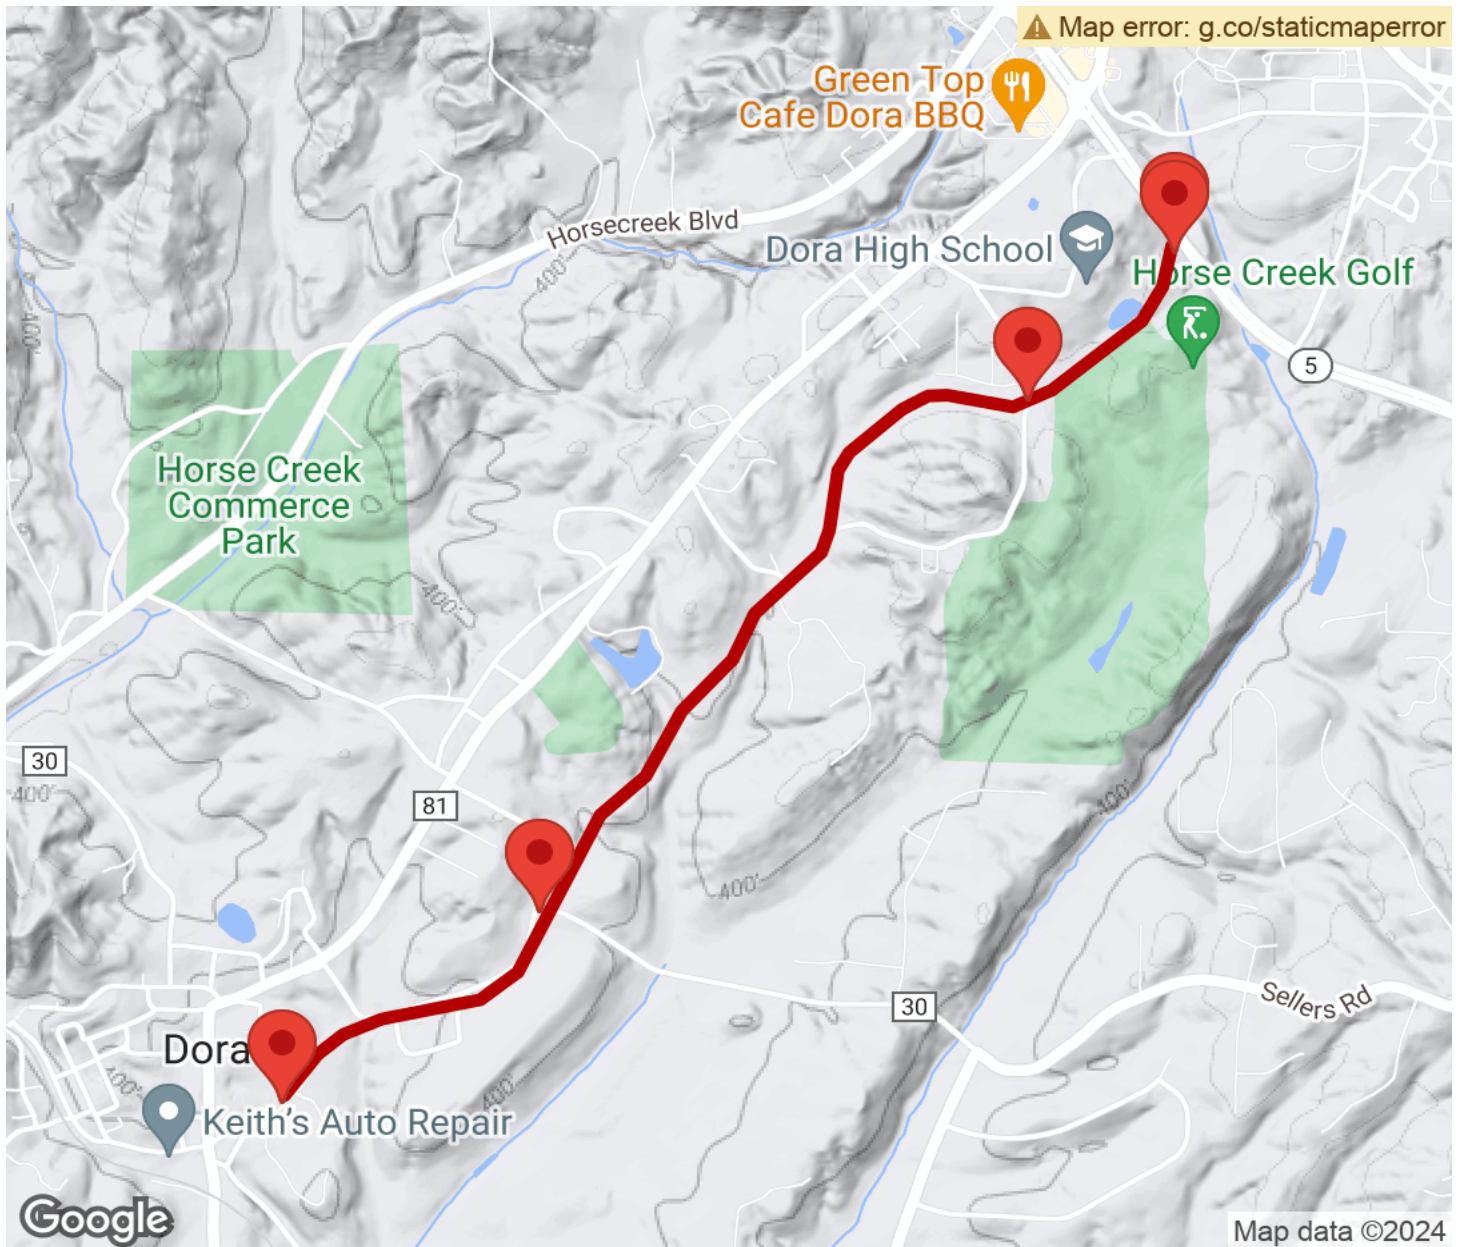 Map error: g.co/staticmaperror
Green Top
Cafe Dora BBQ
Horsecreek Blvd
Dora High School
400'
Horse Creek Golf
400'
5
Horse Creek
Commerce
Park
400'
30
400'
81
400'
400'
30
Sellers Rd
Dora
400'
400'
Keith's Auto Repair
Google
Map data ©2024